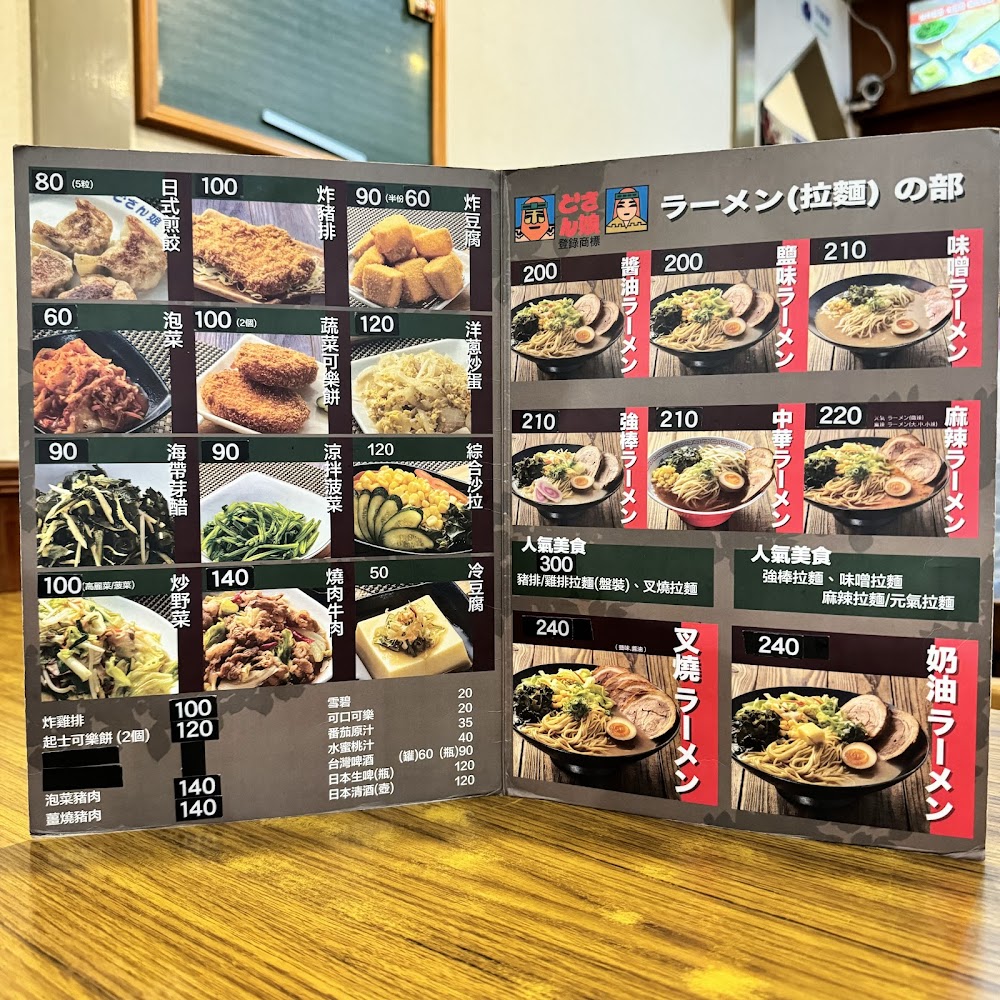 80 (5粒) 日式煎餃
100 炸豬排
90 (半份60 炸豆腐
60 泡菜
100 (2個) 蔬菜可樂餅
120 洋蔥炒蛋
90 海帶芽醋
90 涼拌菠菜
120 綜合沙拉
100 (高麗菜/菠菜) 炒野菜
140 燒肉牛肉
50 冷豆腐
炸雞排 100
起士可樂餅 (2個) 120
泡菜豬肉 140
薑燒豬肉 140
雪碧 20
可口可樂 20
番茄原汁 35
水蜜桃汁 40
台灣啤酒 (罐)60 (瓶)90
日本生啤(瓶) 120
日本清酒(壺) 120
どさん娘
登錄商標
ラーメン(拉麵) の部
200 醬油ラーメン
200 鹽味ラーメン
210 味噌ラーメン
210 強棒ラーメン
210 中華ラーメン
220 麻辣ラーメン
人氣美食
300
豬排/雞排拉麵(盤裝)、叉燒拉麵
人氣美食
強棒拉麵、味噌拉麵
麻辣拉麵/元氣拉麵
240 叉燒ラーメン
240 奶油ラーメン